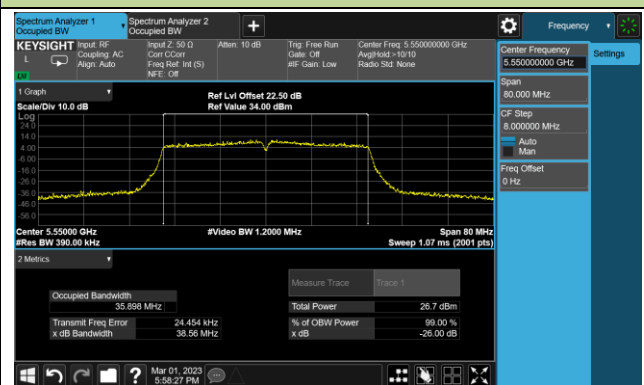 Spectrum Analyzer 1
Occupied BW
Spectrum Analyzer 2
Occupied BW
Frequency
KEYSIGHT
L
Input: RF
Coupling: AC
Align: Auto
Input Z: 50 Ω
Corr CCorr
Freq Ref: Int (S)
NFE: Off
Atten: 10 dB
Trig: Free Run
Gate: Off
#IF Gain: Low
Center Freq: 5.550000000 GHz
Avg|Hold:>10/10
Radio Std: None
Center Frequency
5.550000000 GHz
Settings
Span
80.000 MHz
CF Step
8.000000 MHz
Auto
Man
Freq Offset
0 Hz
1 Graph
Scale/Div 10.0 dB
Ref Lvl Offset 22.50 dB
Ref Value 34.00 dBm
Log
24.0
14.0
4.00
-6.00
-16.0
-26.0
-36.0
-46.0
-56.0
Center 5.55000 GHz
#Res BW 390.00 kHz
#Video BW 1.2000 MHz
Span 80 MHz
Sweep 1.07 ms (2001 pts)
2 Metrics
Measure Trace
Trace 1
Occupied Bandwidth
35.898 MHz
Total Power
26.7 dBm
Transmit Freq Error
24.454 kHz
% of OBW Power
99.00 %
x dB Bandwidth
38.56 MHz
x dB
-26.00 dB
Mar 01, 2023
5:58:27 PM